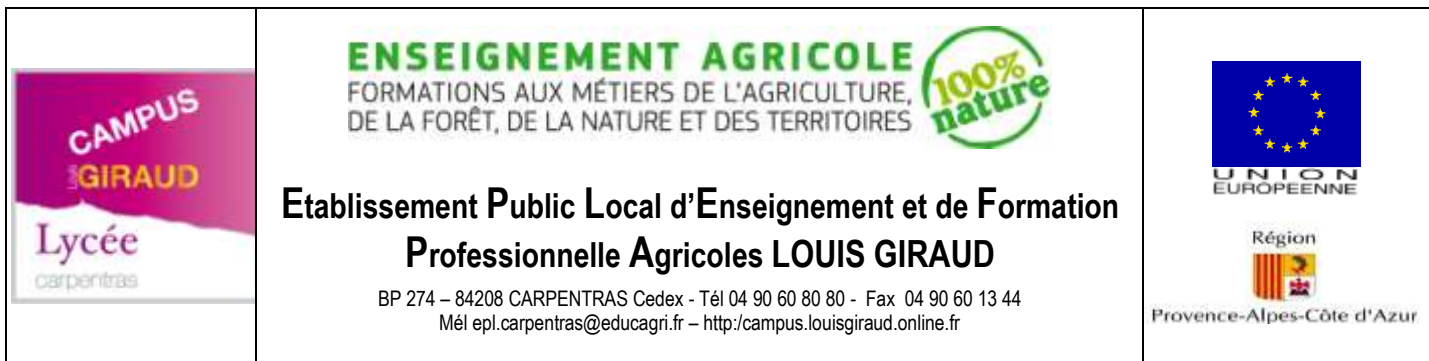 CAMPUS
LOUIS
GIRAUD
Lycée
carpentras
ENSEIGNEMENT AGRICOLE
FORMATIONS AUX MÉTIERS DE L'AGRICULTURE,
DE LA FORÊT, DE LA NATURE ET DES TERRITOIRES
100%
nature
Etablissement Public Local d'Enseignement et de Formation
Professionnelle Agricoles LOUIS GIRAUD
BP 274 – 84208 CARPENTRAS Cedex - Tél 04 90 60 80 80 - Fax 04 90 60 13 44
Mél epl.carpentras@educagri.fr – http:/campus.louisgiraud.online.fr
UNION
EUROPEENNE
Région
Provence-Alpes-Côte d'Azur